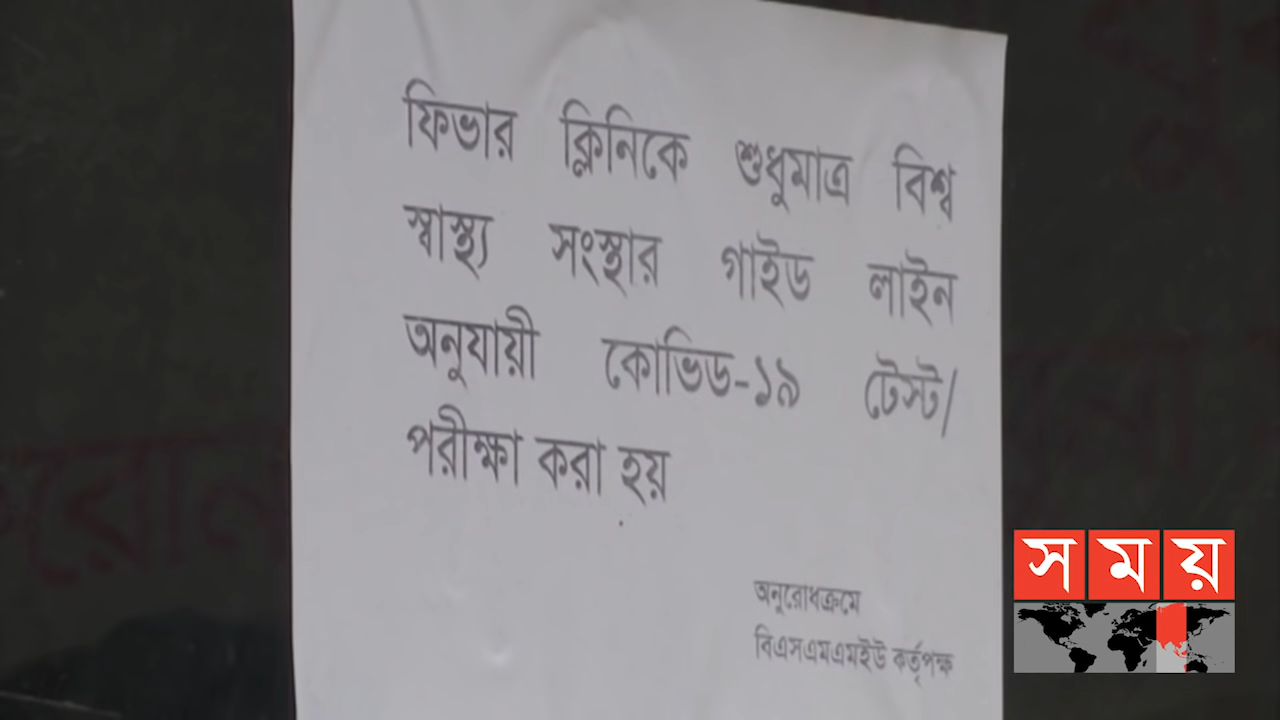 ফিভার ক্লিনিকে শুধুমাত্র বিশ্ব
স্বাস্থ্য সংস্থার গাইড লাইন
অনুযায়ী কোভিড-১৯ টেস্ট/
পরীক্ষা করা হয়
অনুরোধক্রমে
বিএসএমএমইউ কর্তৃপক্ষ
সময়